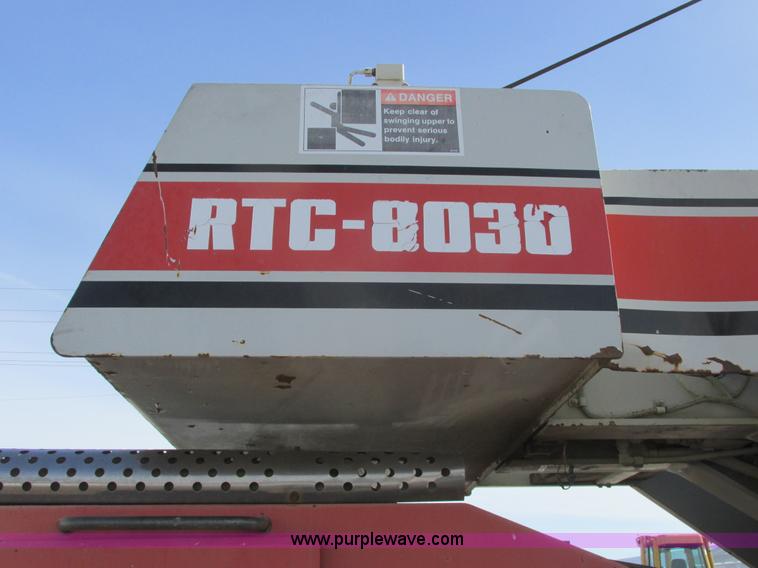 DANGER
Keep clear of
swinging upper to
prevent serious
bodily injury.
RTC-8030
www.purplewave.com